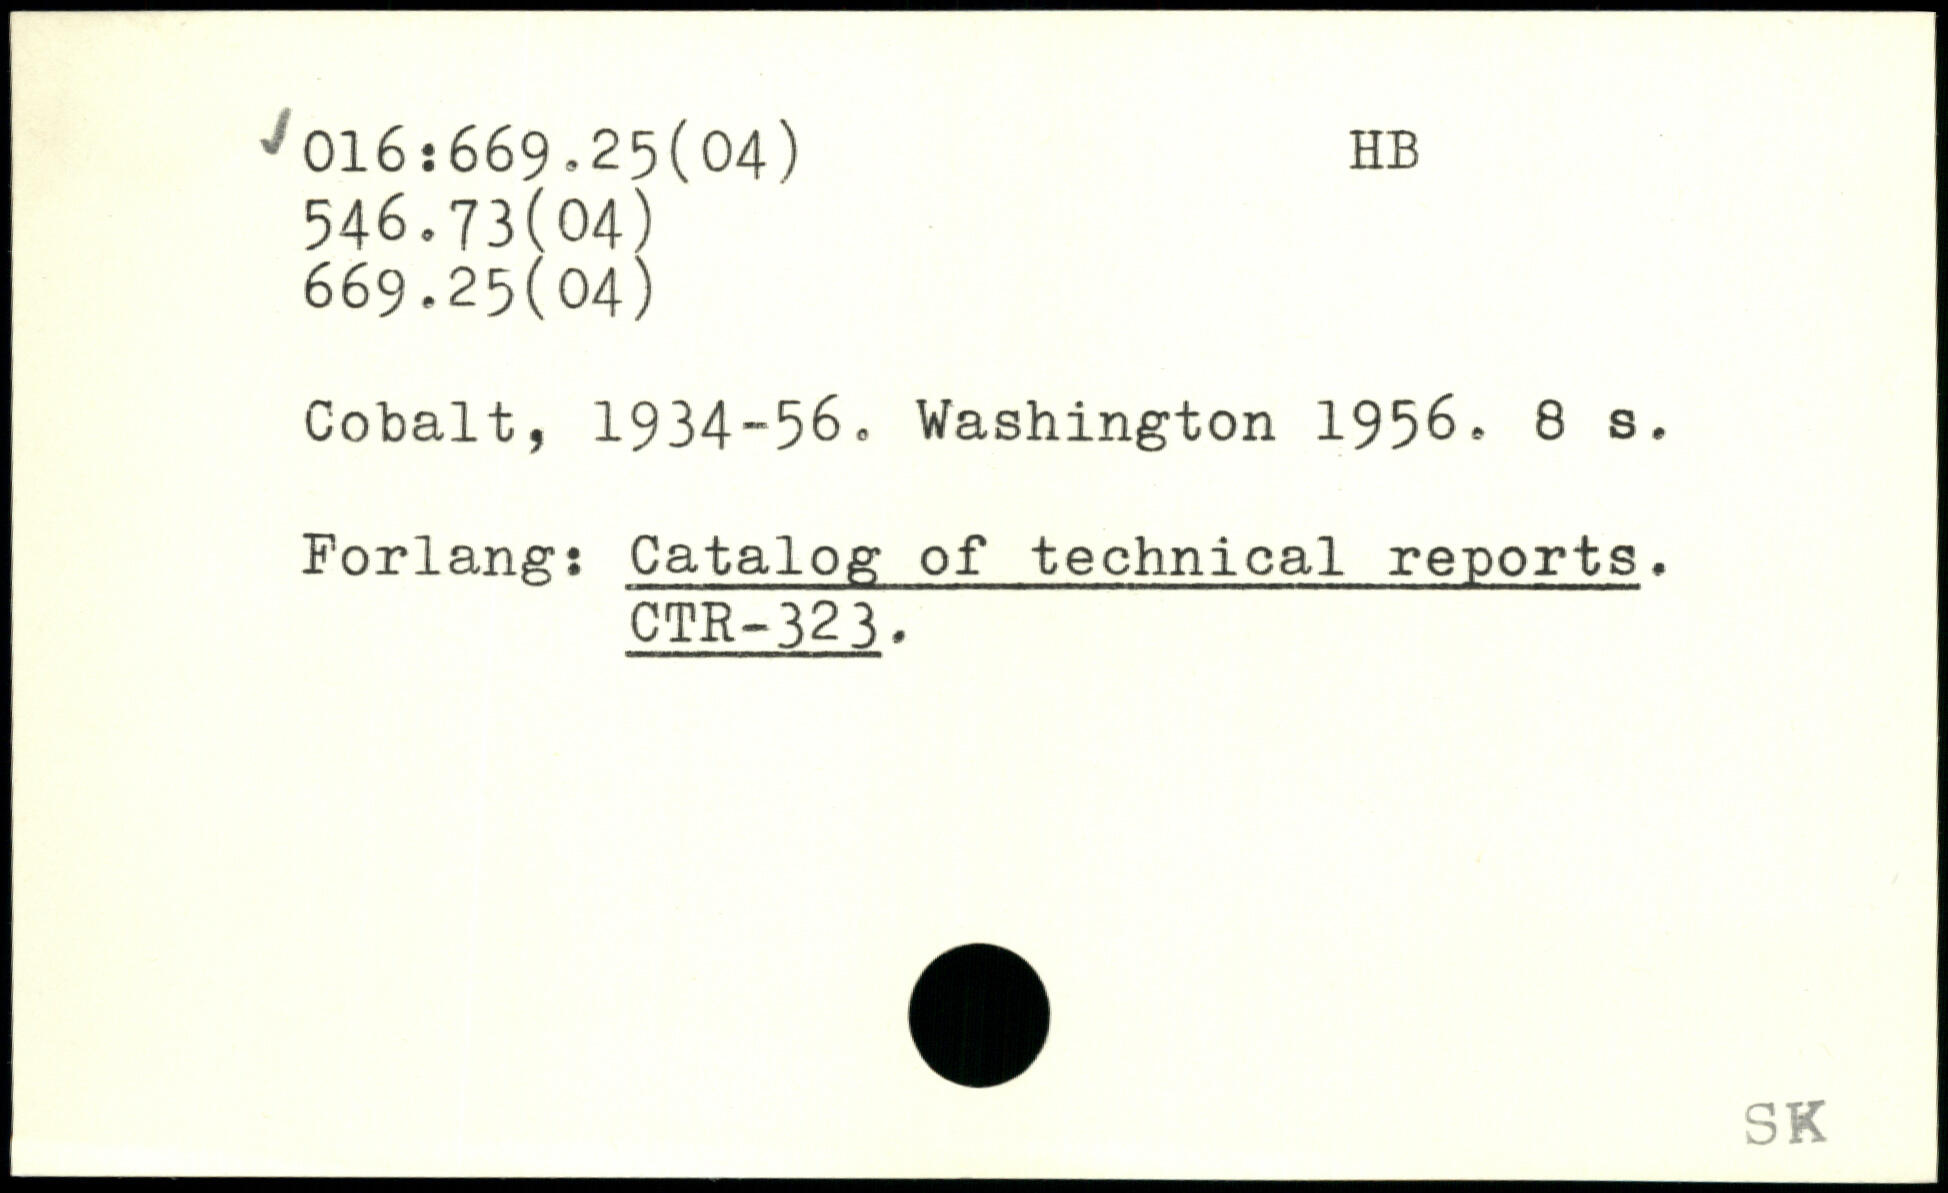 ✓ 016:669.25(04) HB
546.73(04)
669.25(04)
Cobalt, 1934-56. Washington 1956. 8 s.
Forlang: Catalog of technical reports.
CTR-323.
SK